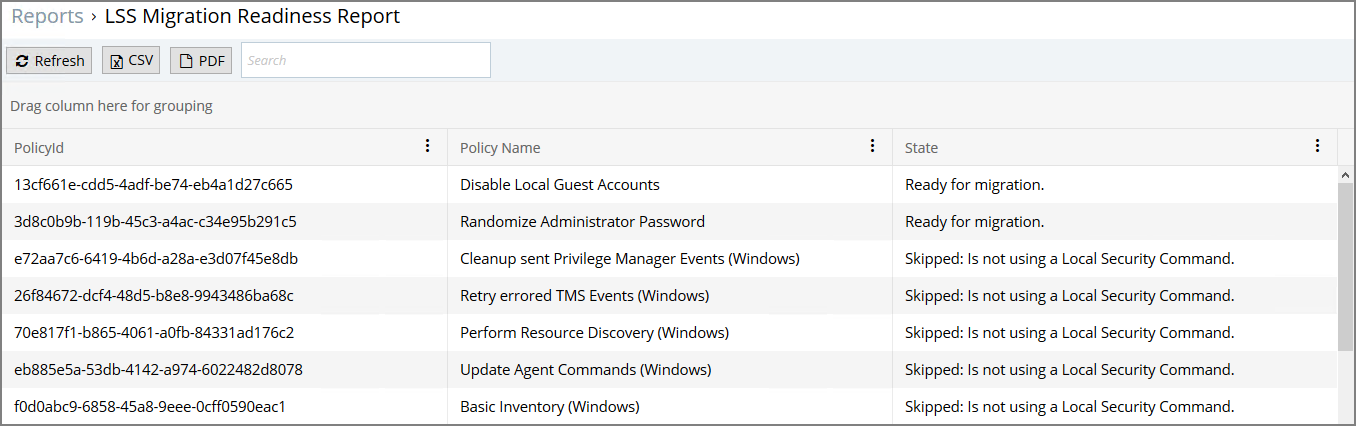 Reports › LSS Migration Readiness Report
Refresh CSV PDF Search
Drag column here for grouping
PolicyId Policy Name State
13cf661e-cdd5-4adf-be74-eb4a1d27c665 Disable Local Guest Accounts Ready for migration.
3d8c0b9b-119b-45c3-a4ac-c34e95b291c5 Randomize Administrator Password Ready for migration.
e72aa7c6-6419-4b6d-a28a-e3d07f45e8db Cleanup sent Privilege Manager Events (Windows) Skipped: Is not using a Local Security Command.
26f84672-dcf4-48d5-b8e8-9943486ba68c Retry errored TMS Events (Windows) Skipped: Is not using a Local Security Command.
70e817f1-b865-4061-a0fb-84331ad176c2 Perform Resource Discovery (Windows) Skipped: Is not using a Local Security Command.
eb885e5a-53db-4142-a974-6022482d8078 Update Agent Commands (Windows) Skipped: Is not using a Local Security Command.
f0d0abc9-6858-45a8-9eee-0cff0590eac1 Basic Inventory (Windows) Skipped: Is not using a Local Security Command.